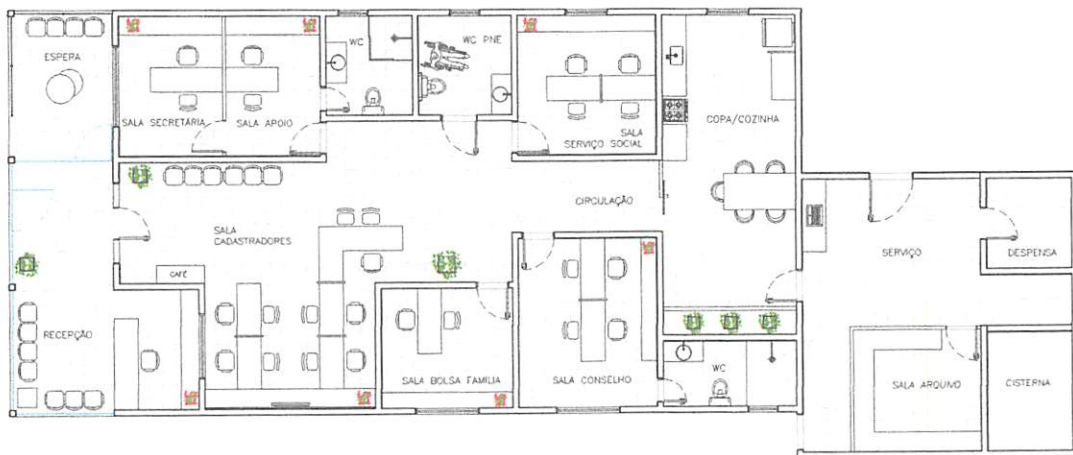 ESPERA
SALA SECRETÁRIA
SALA APOIO
WC
WC PNE
SALA
SERVIÇO SOCIAL
COPA/COZINHA
CIRCULAÇÃO
SALA
CADASTRADORES
CAFÉ
RECEPÇÃO
SALA BOLSA FAMILIA
SALA CONSELHO
WC
SERVIÇO
DESPENSA
SALA ARQUIVO
CISTERNA